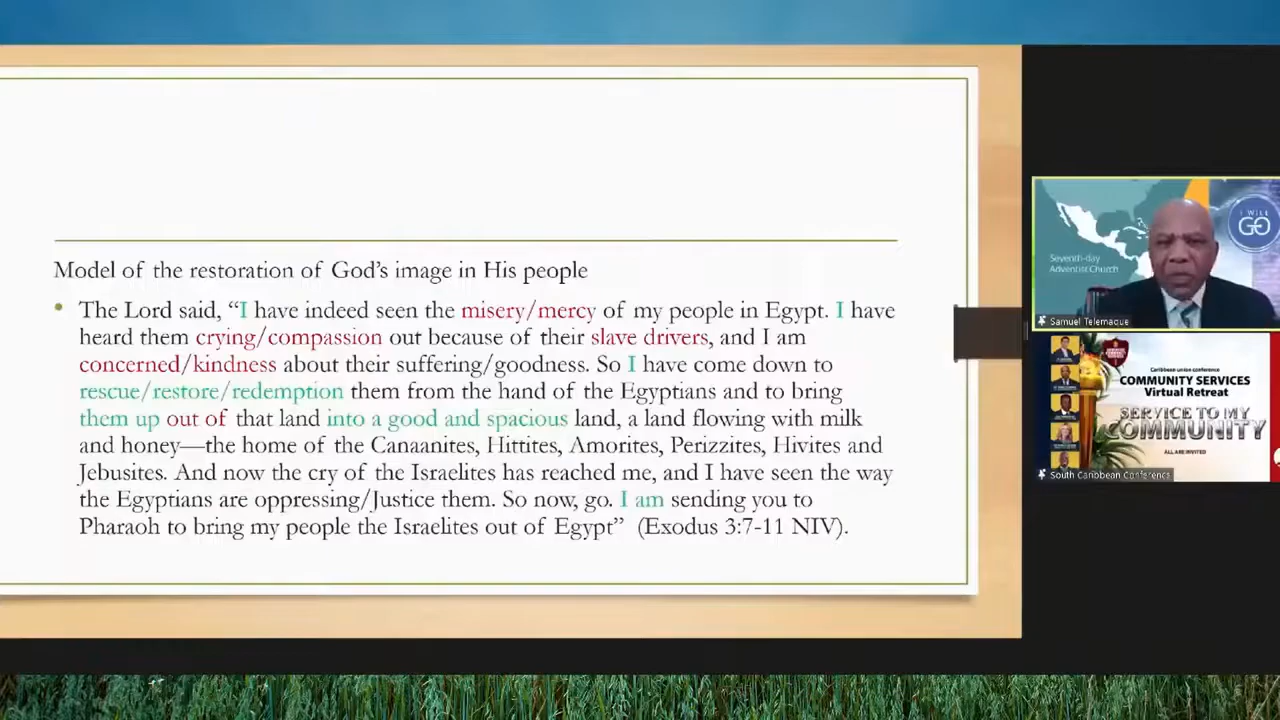 Model of the restoration of God's image in His people
• The Lord said, “I have indeed seen the misery/mercy of my people in Egypt. I have
heard them crying/compassion out because of their slave drivers, and I am
concerned/kindness about their suffering/goodness. So I have come down to
rescue/restore/redemption them from the hand of the Egyptians and to bring
them up out of that land into a good and spacious land, a land flowing with milk
and honey—the home of the Canaanites, Hittites, Amorites, Perizzites, Hivites and
Jebusites. And now the cry of the Israelites has reached me, and I have seen the way
the Egyptians are oppressing/Justice them. So now, go. I am sending you to
Pharaoh to bring my people the Israelites out of Egypt” (Exodus 3:7-11 NIV).
I WILL
GO
Seventh-day
Adventist Church
Samuel Telemaque
Caribbean union conference
COMMUNITY SERVICES
Virtual Retreat
SERVICE TO MY
COMMUNITY
ALL ARE INVITED
South Caribbean Conference